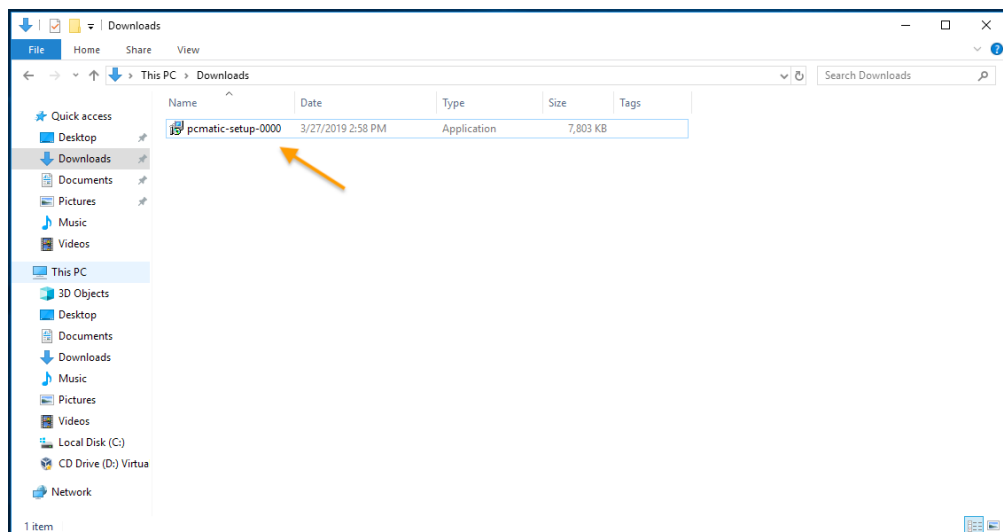 Downloads
File Home Share View
This PC > Downloads Search Downloads
Name Date Type Size Tags
pcmatic-setup-0000 3/27/2019 2:58 PM Application 7,803 KB
Quick access
Desktop
Downloads
Documents
Pictures
Music
Videos
This PC
3D Objects
Desktop
Documents
Downloads
Music
Pictures
Videos
Local Disk (C:)
CD Drive (D:) Virtua
Network
1 item